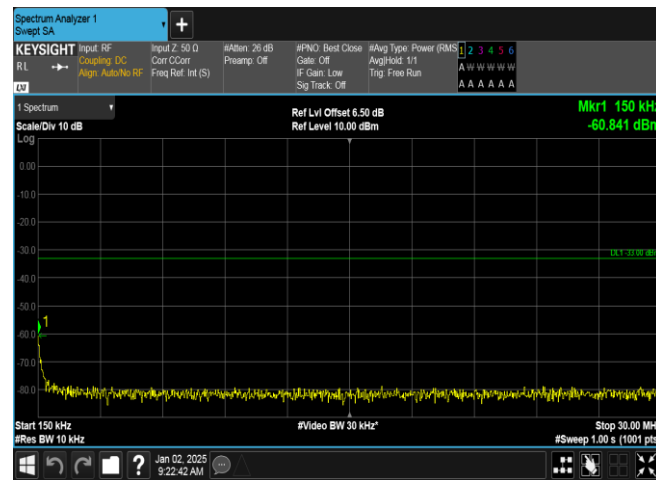 Spectrum Analyzer 1
Swept SA
+
KEYSIGHT Input: RF Input Z: 50 Ω #Atten: 26 dB #PNO: Best Close #Avg Type: Power (RMS 1 2 3 4 5 6
R L Coupling: DC Corr CCorr Preamp: Off Gate: Off Avg|Hold: 1/1 A W W W W W
Align: Auto/No RF Freq Ref: Int (S) IF Gain: Low Trig: Free Run
LXI Sig Track: Off A A A A A A
1 Spectrum Ref Lvl Offset 6.50 dB Mkr1 150 kHz
Scale/Div 10 dB Ref Level 10.00 dBm -60.841 dBm
Log
0.00
-10.0
-20.0
-30.0 DL1 -33.00 dB
-40.0
-50.0
1
-60.0
-70.0
-80.0
Start 150 kHz #Video BW 30 kHz* Stop 30.00 MH
#Res BW 10 kHz #Sweep 1.00 s (1001 pts
? Jan 02, 2025
9:22:42 AM